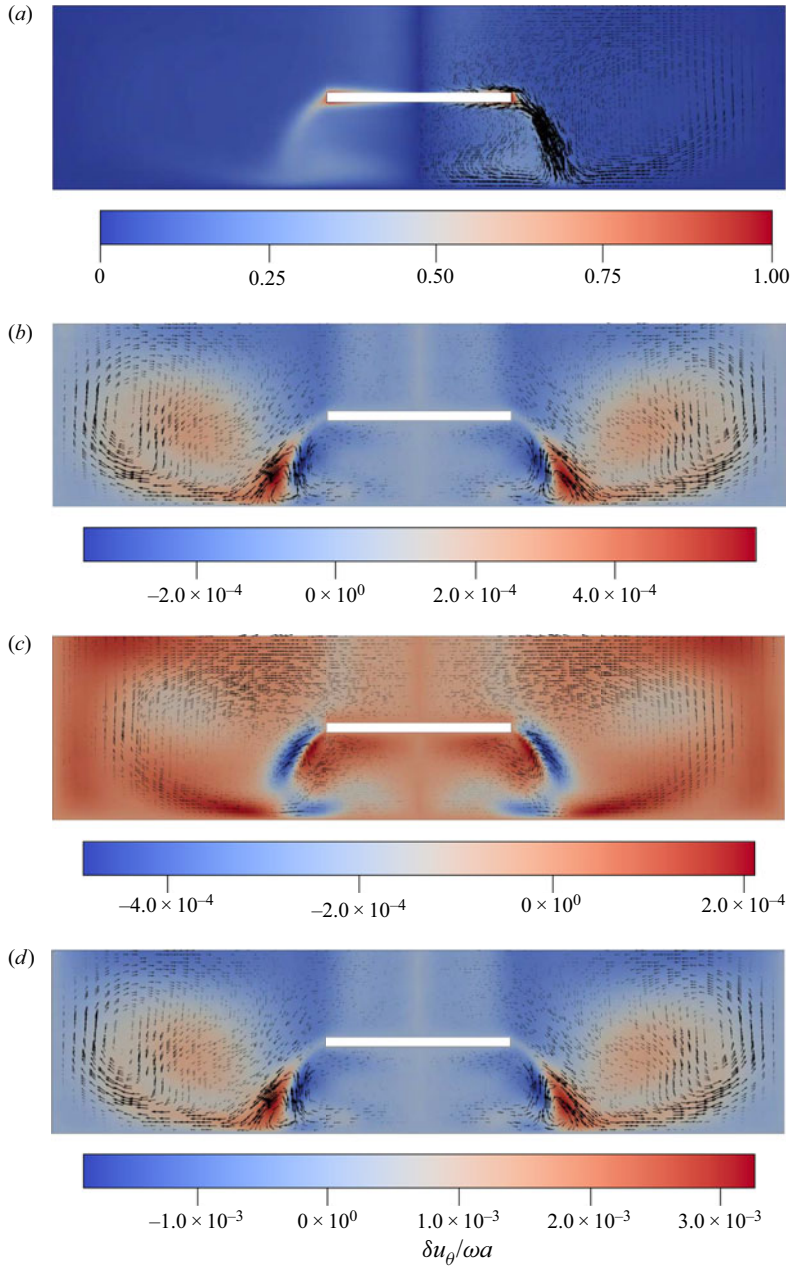 (a)
0 0.25 0.50 0.75 1.00
(b)
–2.0 × 10⁻⁴ 0 × 10⁰ 2.0 × 10⁻⁴ 4.0 × 10⁻⁴
(c)
–4.0 × 10⁻⁴ –2.0 × 10⁻⁴ 0 × 10⁰ 2.0 × 10⁻⁴
(d)
–1.0 × 10⁻³ 0 × 10⁰ 1.0 × 10⁻³ 2.0 × 10⁻³ 3.0 × 10⁻³
δu_θ/ωa